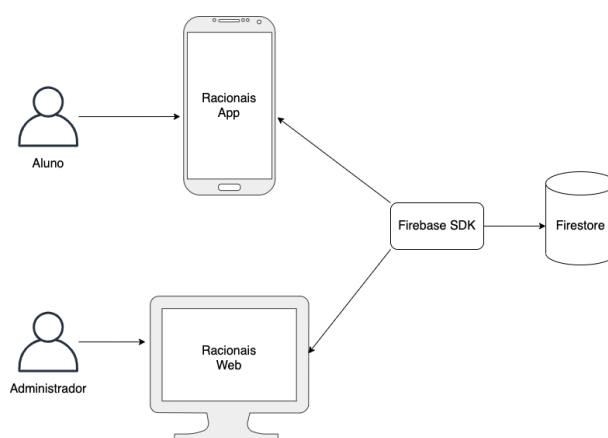 Racionais
App
Aluno
Firebase SDK
Firestore
Racionais
Web
Administrador